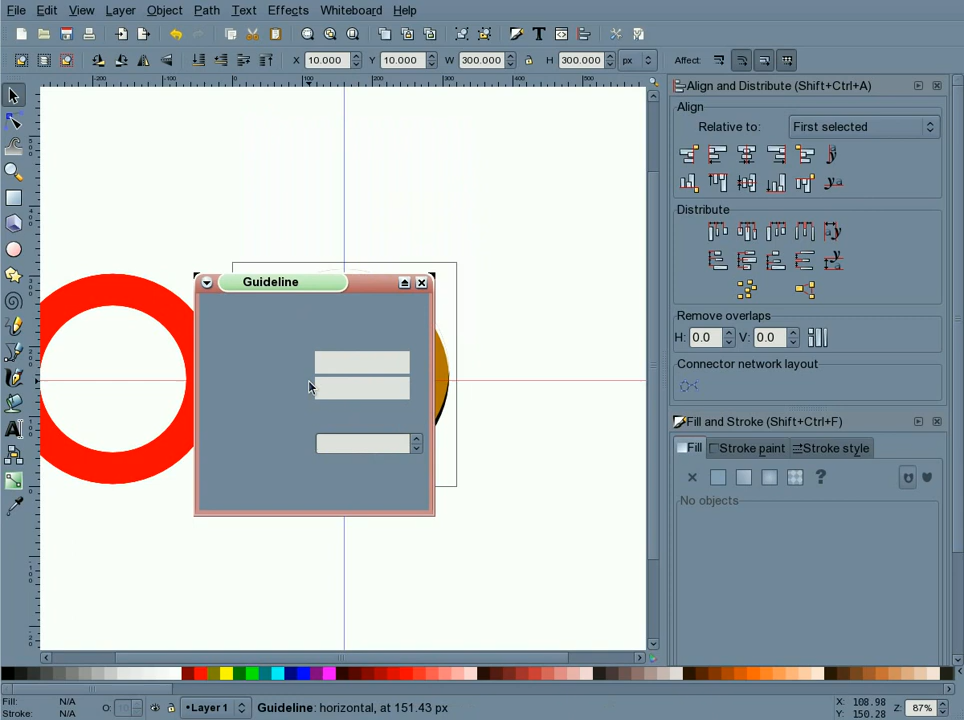 File Edit View Layer Object Path Text Effects Whiteboard Help
X 10.000 Y 10.000 W 300.000 H 300.000 px Affect:
Align and Distribute (Shift+Ctrl+A)
Align
Relative to: First selected
Distribute
Remove overlaps
H: 0.0 V: 0.0
Connector network layout
Fill and Stroke (Shift+Ctrl+F)
Fill Stroke paint Stroke style
No objects
Guideline
Fill: N/A
Stroke: N/A
O:
•Layer 1
Guideline: horizontal, at 151.43 px
X: 108.98
Y: 150.28
Z: 87%